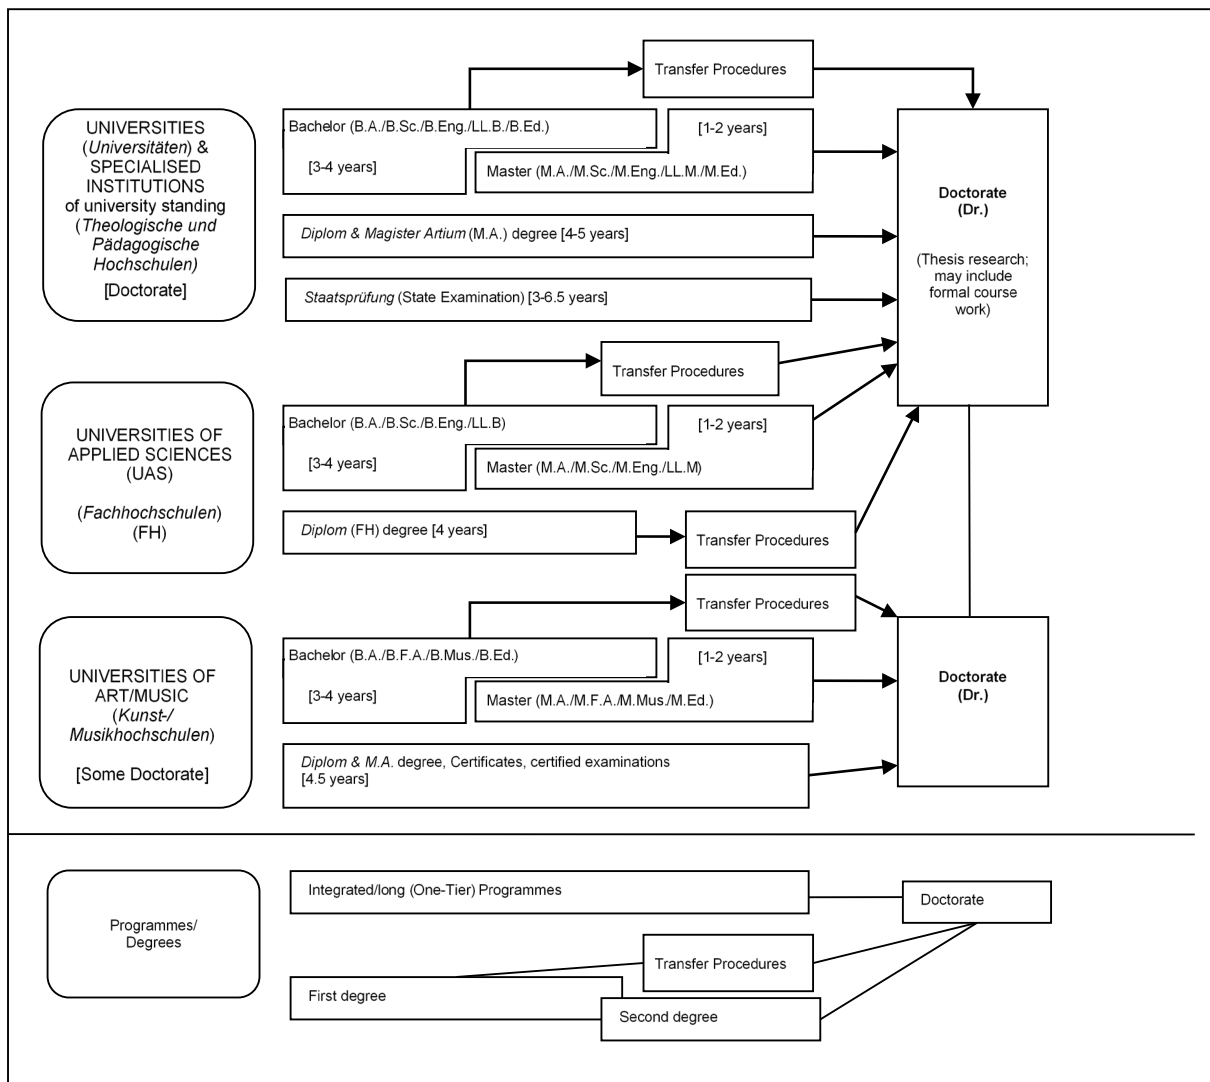 Transfer Procedures
UNIVERSITIES
(Universitäten) &
SPECIALISED
INSTITUTIONS
of university standing
(Theologische und
Pädagogische
Hochschulen)
[Doctorate]
Bachelor (B.A./B.Sc./B.Eng./LL.B./B.Ed.)
[3-4 years]
[1-2 years]
Master (M.A./M.Sc./M.Eng./LL.M./M.Ed.)
Diplom & Magister Artium (M.A.) degree [4-5 years]
Staatsprüfung (State Examination) [3-6.5 years]
Doctorate
(Dr.)
(Thesis research;
may include
formal course
work)
Transfer Procedures
UNIVERSITIES OF
APPLIED SCIENCES
(UAS)
(Fachhochschulen)
(FH)
Bachelor (B.A./B.Sc./B.Eng./LL.B)
[3-4 years]
[1-2 years]
Master (M.A./M.Sc./M.Eng./LL.M)
Diplom (FH) degree [4 years]
Transfer Procedures
Transfer Procedures
UNIVERSITIES OF
ART/MUSIC
(Kunst-/
Musikhochschulen)
[Some Doctorate]
Bachelor (B.A./B.F.A./B.Mus./B.Ed.)
[3-4 years]
[1-2 years]
Master (M.A./M.F.A./M.Mus./M.Ed.)
Diplom & M.A. degree, Certificates, certified examinations
[4.5 years]
Doctorate
(Dr.)
Programmes/
Degrees
Integrated/long (One-Tier) Programmes
Doctorate
Transfer Procedures
First degree
Second degree